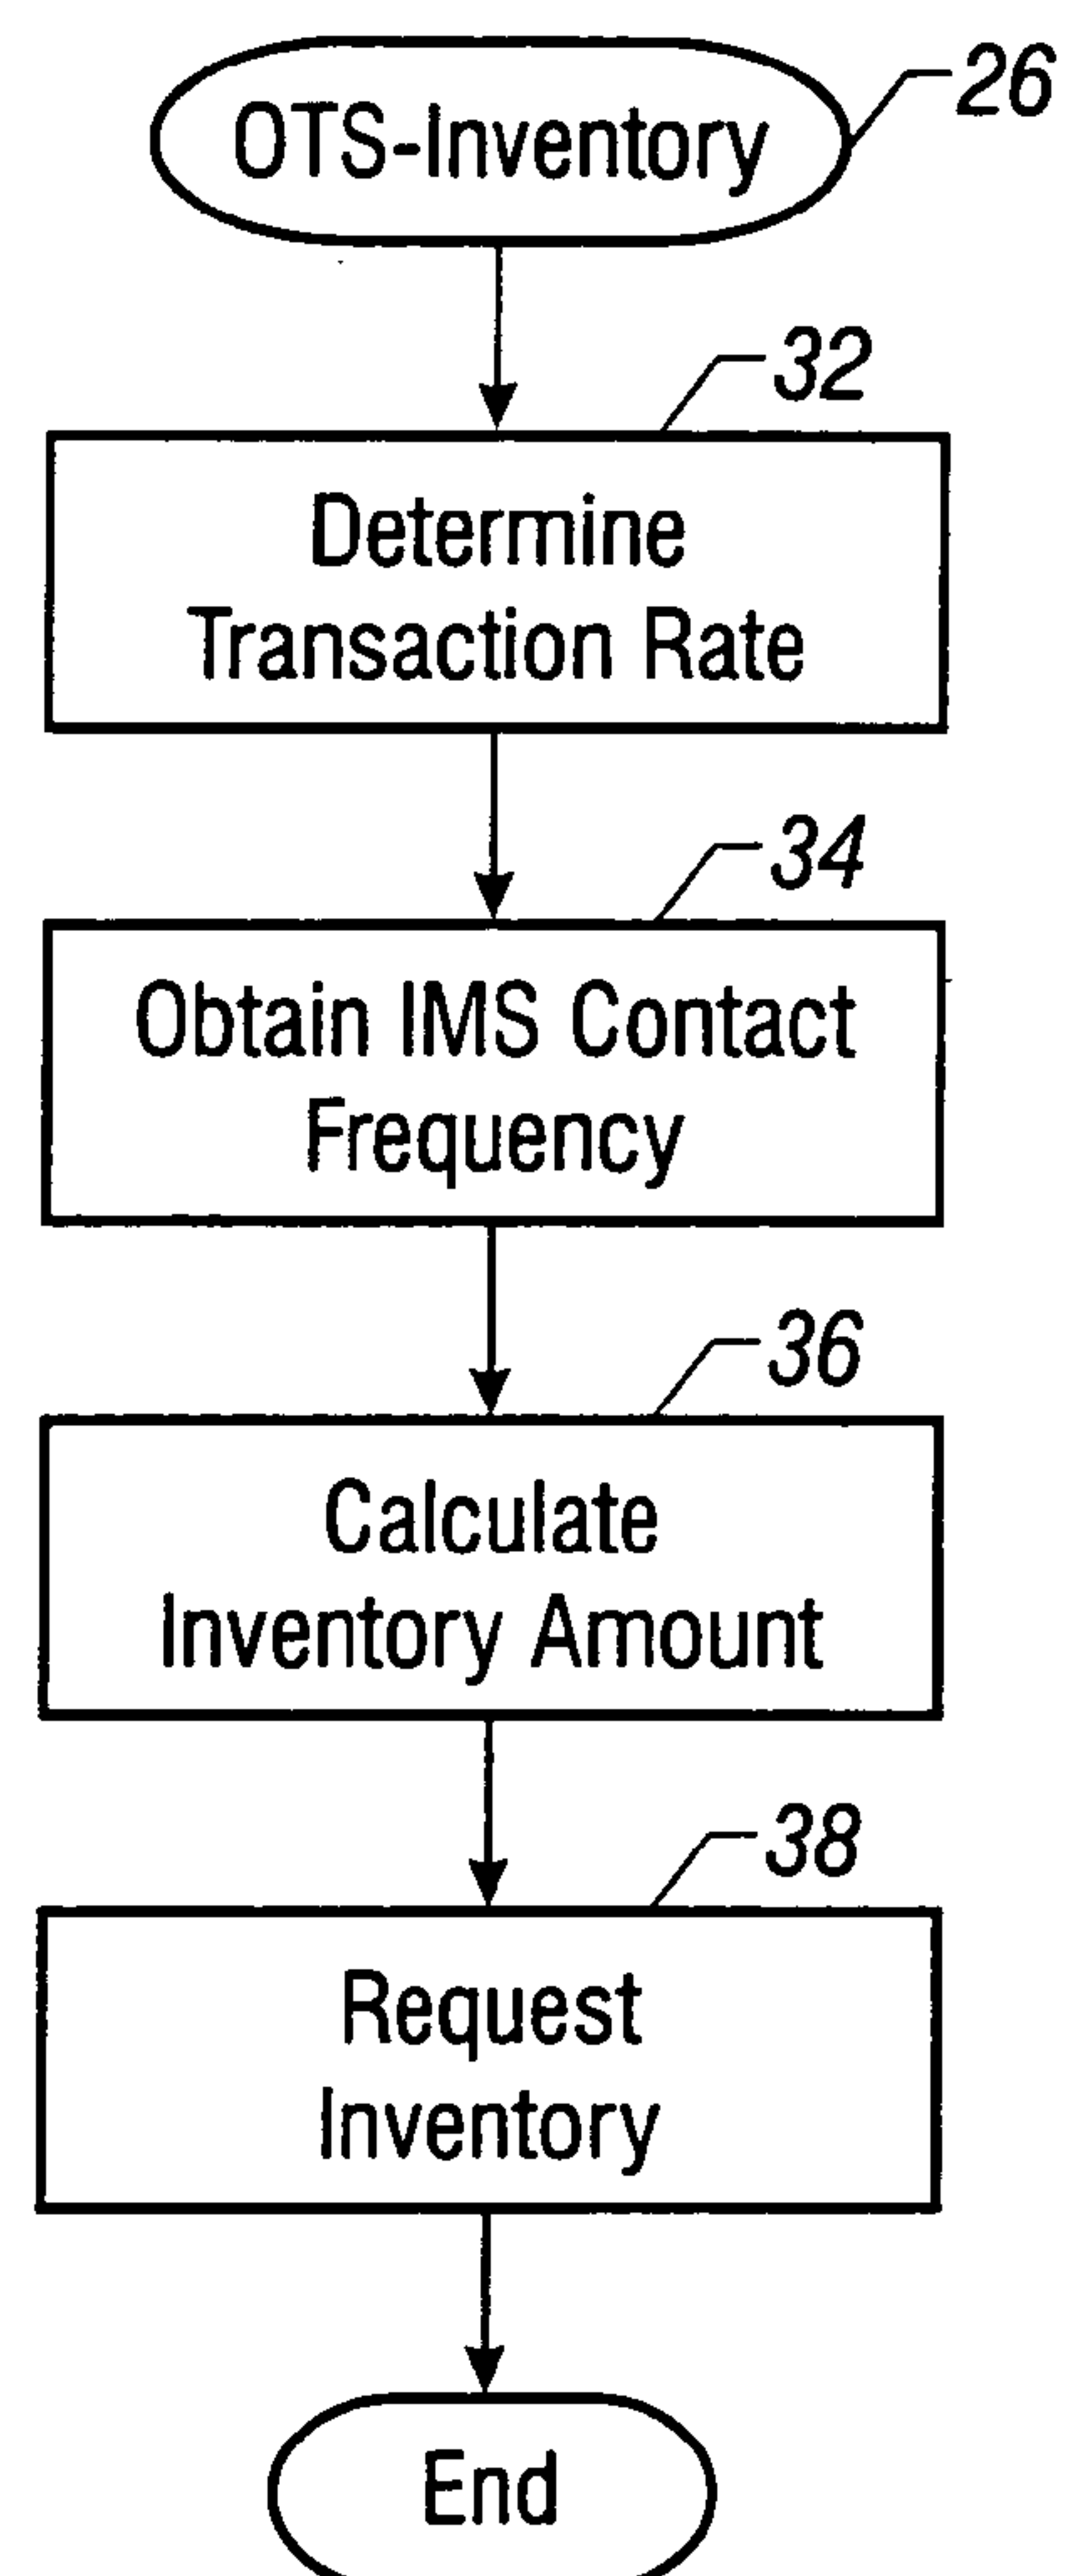 OTS-Inventory
26
32
Determine
Transaction Rate
34
Obtain IMS Contact
Frequency
36
Calculate
Inventory Amount
38
Request
Inventory
End